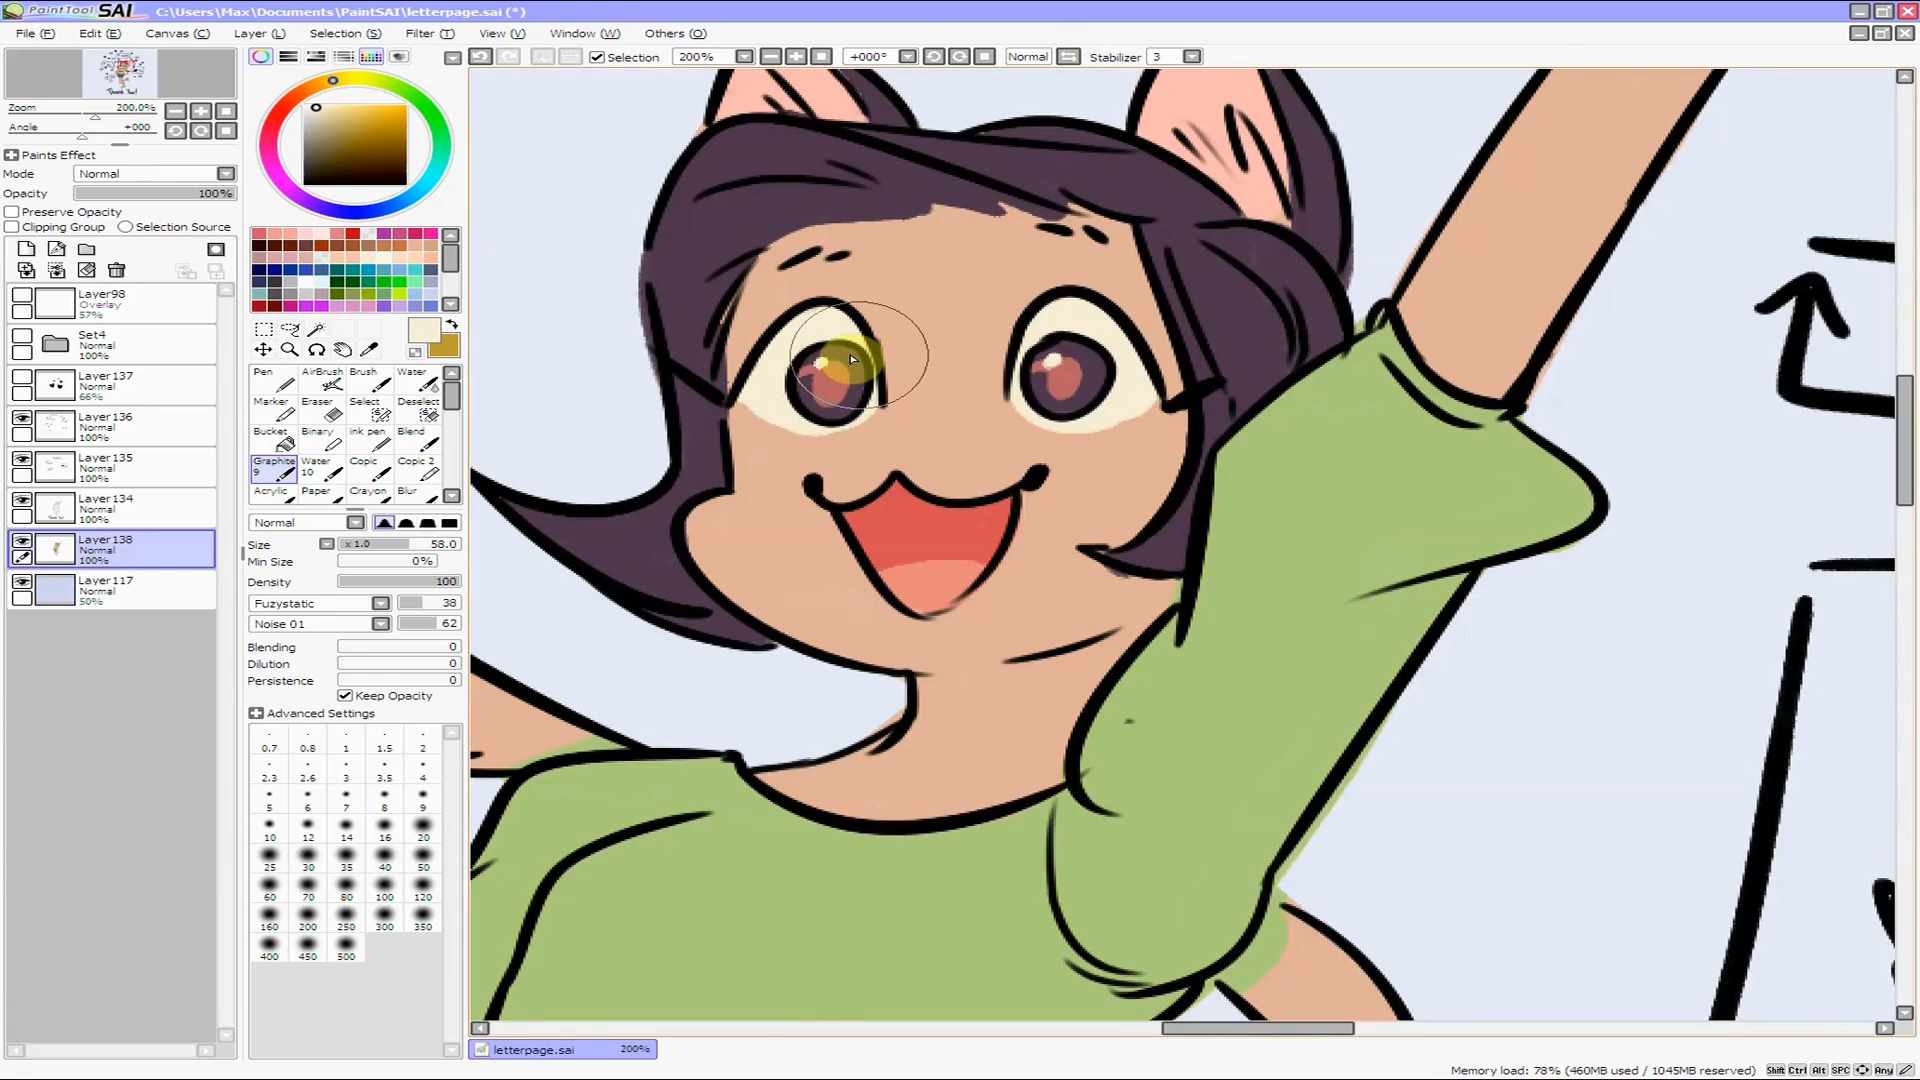 PaintTool SAI C:\Users\Max\Documents\PaintSAI\letterpage.sai (*)
File (F) Edit (E) Canvas (C) Layer (L) Selection (S) Filter (T) View (V) Window (W) Others (O)
Selection 200% +000° Normal Stabilizer 3
Thank You!
Zoom 200.0%
Angle +000
Paints Effect
Mode Normal
Opacity 100%
Preserve Opacity
Clipping Group Selection Source
Layer98
Overlay
57%
Set4
Normal
100%
Layer137
Normal
66%
Layer136
Normal
100%
Layer135
Normal
100%
Layer134
Normal
100%
Layer138
Normal
100%
Layer117
Normal
50%
Pen AirBrush Brush Water
Marker Eraser Select Deselect
Bucket Binary ink pen Blend
Graphite 9 Water 10 Copic Copic 2
Acrylic Paper Crayon Blur
Normal
Size x 1.0 58.0
Min Size 0%
Density 100
Fuzystatic 38
Noise 01 62
Blending 0
Dilution 0
Persistence 0
Keep Opacity
Advanced Settings
0.7 0.8 1 1.5 2
2.3 2.6 3 3.5 4
5 6 7 8 9
10 12 14 16 20
25 30 35 40 50
60 70 80 100 120
160 200 250 300 350
400 450 500
letterpage.sai 200%
Memory load: 78% (460MB used / 1045MB reserved) Shift Ctrl Alt SPC Any